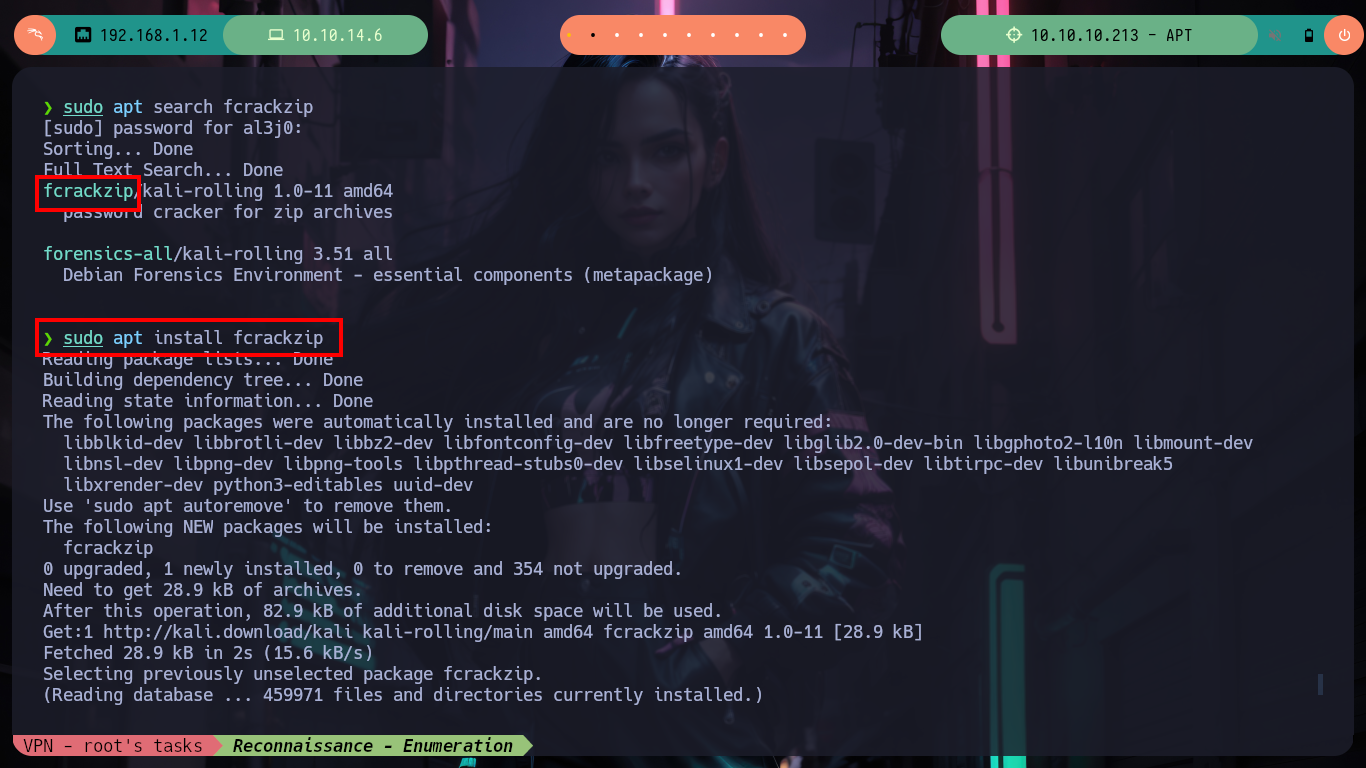 192.168.1.12
10.10.14.6
10.10.10.213 - APT
❯ sudo apt search fcrackzip
[sudo] password for al3j0:
Sorting... Done
Full Text Search... Done
fcrackzip/kali-rolling 1.0-11 amd64
password cracker for zip archives
forensics-all/kali-rolling 3.51 all
Debian Forensics Environment - essential components (metapackage)
❯ sudo apt install fcrackzip
Reading package lists... Done
Building dependency tree... Done
Reading state information... Done
The following packages were automatically installed and are no longer required:
libblkid-dev libbrotli-dev libbz2-dev libfontconfig-dev libfreetype-dev libglib2.0-dev-bin libgphoto2-l10n libmount-dev
libnsl-dev libpng-dev libpng-tools libpthread-stubs0-dev libselinux1-dev libsepol-dev libtirpc-dev libunibreak5
libxrender-dev python3-editables uuid-dev
Use 'sudo apt autoremove' to remove them.
The following NEW packages will be installed:
fcrackzip
0 upgraded, 1 newly installed, 0 to remove and 354 not upgraded.
Need to get 28.9 kB of archives.
After this operation, 82.9 kB of additional disk space will be used.
Get:1 http://kali.download/kali kali-rolling/main amd64 fcrackzip amd64 1.0-11 [28.9 kB]
Fetched 28.9 kB in 2s (15.6 kB/s)
Selecting previously unselected package fcrackzip.
(Reading database ... 459971 files and directories currently installed.)
VPN - root's tasks
Reconnaissance - Enumeration